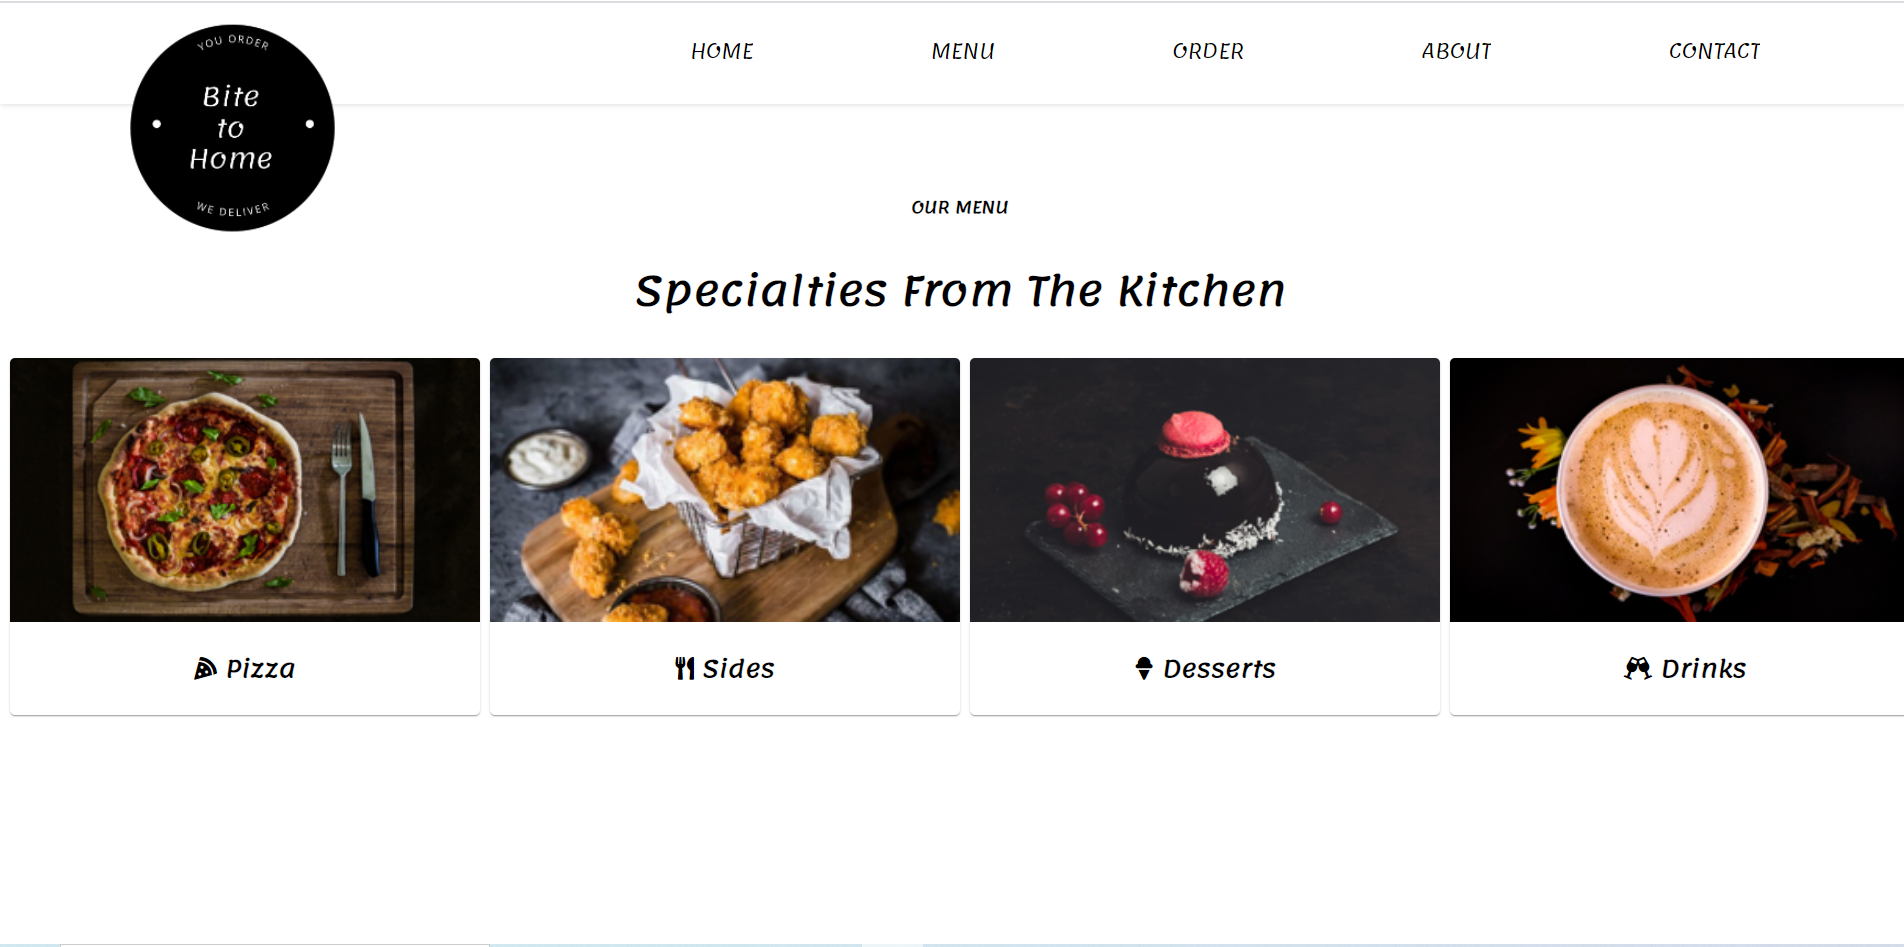 YOU ORDER
Bite
to
Home
WE DELIVER
HOME
MENU
ORDER
ABOUT
CONTACT
OUR MENU
Specialties From The Kitchen
Pizza
Sides
Desserts
Drinks